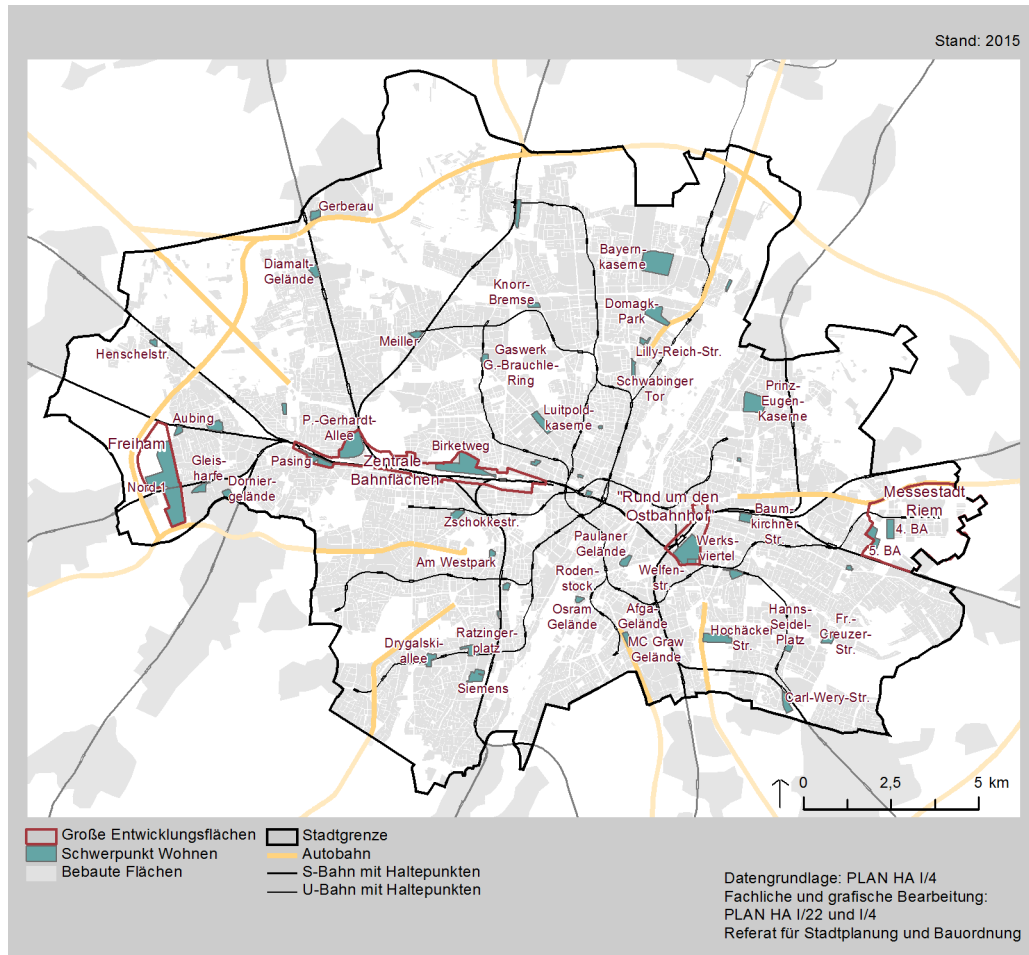 Stand: 2015
Gerberau
Diamalt-
Gelände
Bayern-
kaserne
Knorr-
Bremse
Domagk-
Park
Meiller
Henschelstr.
Gaswerk
G.-Brauchle-
Ring
Lilly-Reich-Str.
Schwabinger
Tor
Prinz-
Eugen-
Kaserne
Luitpold-
kaserne
Aubing
P.-Gerhardt-
Allee
Freiham
Nord 1
Gleis-
harfe
Dornier-
gelände
Pasing
Birketweg
Zentrale
Bahnflächen
"Rund um den
Ostbahnhof"
Messestadt
Riem
4. BA
5. BA
Baum-
kirchner
Str.
Zschokkestr.
Paulaner
Gelände
Werks-
viertel
Am Westpark
Roden-
stock
Welfen-
str.
Osram
Gelände
Afga-
Gelände
MC Graw
Gelände
Hochäcker
Str.
Hanns-
Seidel-
Platz
Fr.-
Creuzer-
Str.
Drygalski-
allee
Ratzinger-
platz
Siemens
Carl-Wery-Str.
0 2,5 5 km
Große Entwicklungsflächen
Schwerpunkt Wohnen
Bebaute Flächen
Stadtgrenze
Autobahn
S-Bahn mit Haltepunkten
U-Bahn mit Haltepunkten
Datengrundlage: PLAN HA I/4
Fachliche und grafische Bearbeitung:
PLAN HA I/22 und I/4
Referat für Stadtplanung und Bauordnung